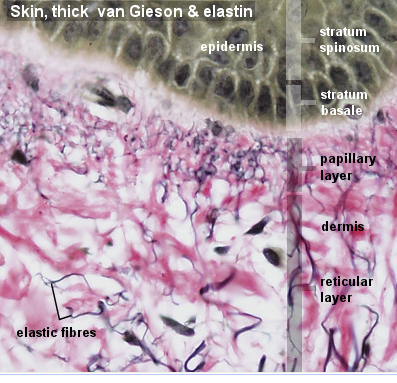 Skin, thick van Gieson & elastin
epidermis
stratum
spinosum
stratum
basale
papillary
layer
dermis
reticular
layer
elastic fibres